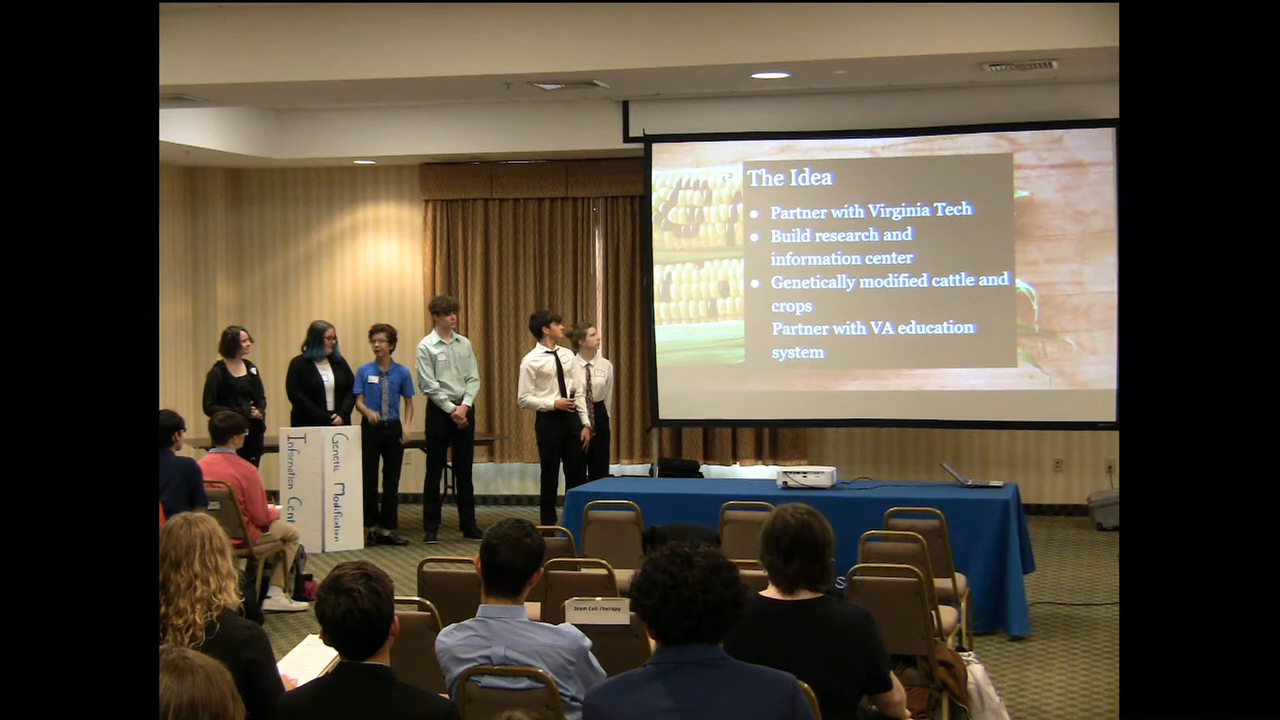 The Idea
Partner with Virginia Tech
Build research and
information center
Genetically modified cattle and
crops
Partner with VA education
system
Genetic Modification
Information Cent
Stem Cell Therapy
S